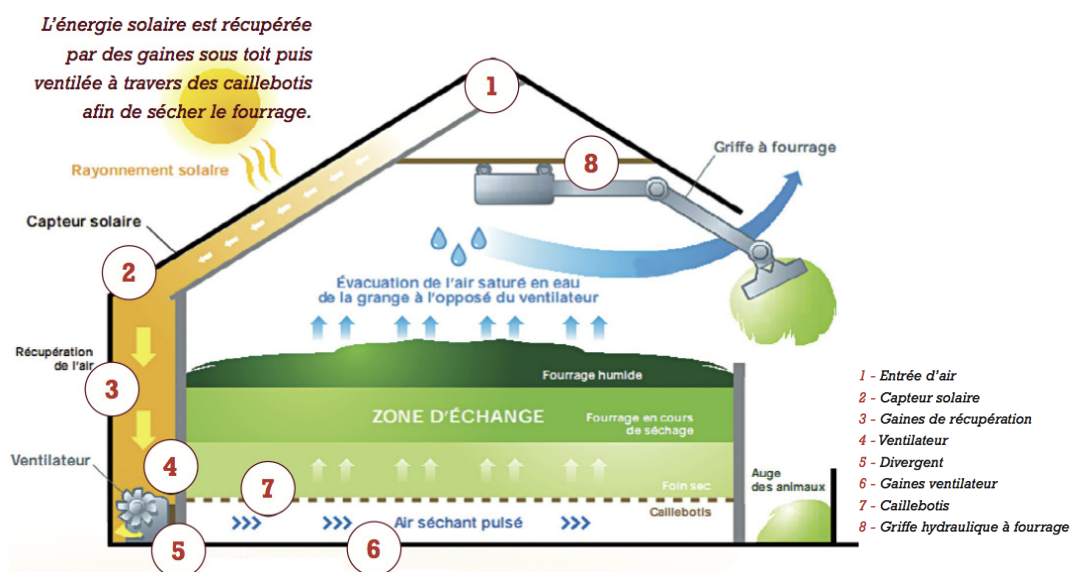 L'énergie solaire est récupérée
par des gaines sous toit puis
ventilée à travers des caillebotis
afin de sécher le fourrage.
1
Rayonnement solaire
8
Griffe à fourrage
Capteur solaire
2
Évacuation de l'air saturé en eau
de la grange à l'opposé du ventilateur
Récupération
de l'air
3
Fourrage humide
ZONE D'ÉCHANGE
Fourrage en cours
de séchage
Ventilateur
4
7
Foin sec
Caillebotis
Auge
des animaux
5
Air séchant pulsé
6
1 - Entrée d'air
2 - Capteur solaire
3 - Gaines de récupération
4 - Ventilateur
5 - Divergent
6 - Gaines ventilateur
7 - Caillebotis
8 - Griffe hydraulique à fourrage